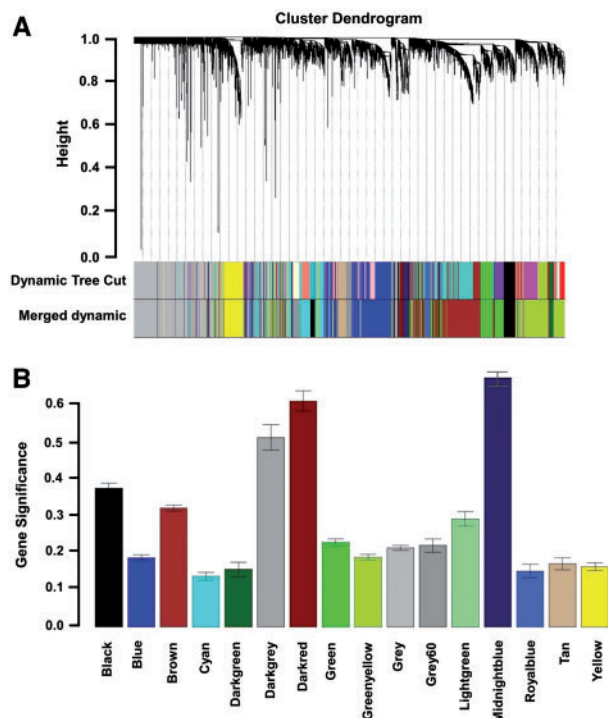 A
Cluster Dendrogram
Height
1.0
0.8
0.6
0.4
0.2
0.0
Dynamic Tree Cut
Merged dynamic
B
Gene Significance
0.6
0.5
0.4
0.3
0.2
0.1
0.0
Black
Blue
Brown
Cyan
Darkgreen
Darkgrey
Darkred
Green
Greenyellow
Grey
Grey60
Lightgreen
Midnightblue
Royalblue
Tan
Yellow